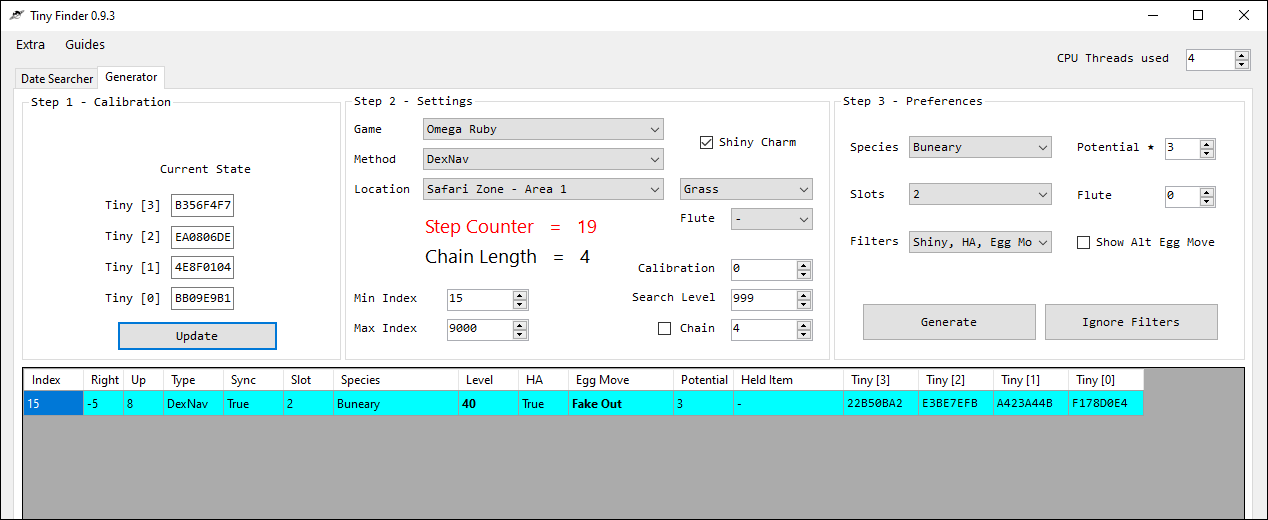 Tiny Finder 0.9.3
Extra Guides
CPU Threads used 4
Date Searcher Generator
Step 1 - Calibration
Current State
Tiny [3] B356F4F7
Tiny [2] EA0806DE
Tiny [1] 4E8F0104
Tiny [0] BB09E9B1
Update
Step 2 - Settings
Game Omega Ruby
Shiny Charm
Method DexNav
Location Safari Zone - Area 1 Grass
Flute -
Step Counter = 19
Chain Length = 4
Calibration 0
Min Index 15 Search Level 999
Max Index 9000 Chain 4
Step 3 - Preferences
Species Buneary Potential * 3
Slots 2 Flute 0
Filters Shiny, HA, Egg Mo Show Alt Egg Move
Generate Ignore Filters
Index Right Up Type Sync Slot Species Level HA Egg Move Potential Held Item Tiny [3] Tiny [2] Tiny [1] Tiny [0]
15 -5 8 DexNav True 2 Buneary 40 True Fake Out 3 - 22B50BA2 E3BE7EFB A423A44B F178D0E4